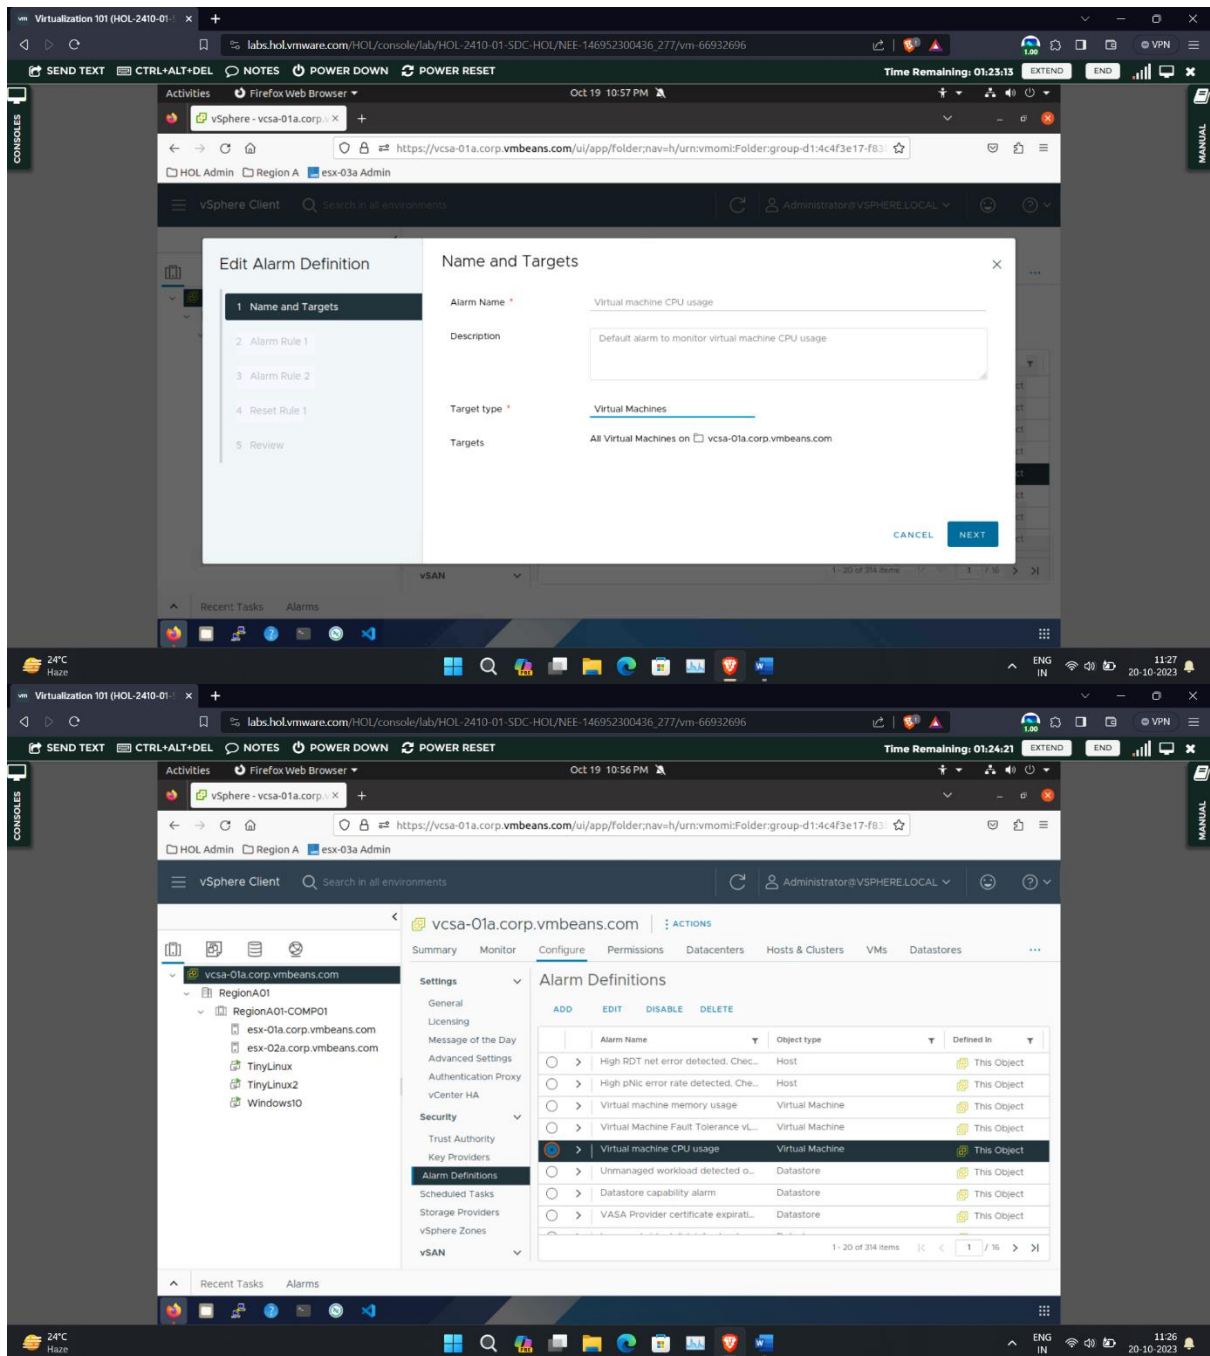 vm Virtualization 101 (HOL-2410-01-S × +
labs.hol.vmware.com/HOL/console/lab/HOL-2410-01-SDC-HOL/NEE-146952300436_277/vm-66932696 1.00 VPN
SEND TEXT CTRL+ALT+DEL NOTES POWER DOWN POWER RESET Time Remaining: 01:23:13 EXTEND END
CONSOLES
MANUAL
Activities Firefox Web Browser Oct 19 10:57 PM
vSphere - vcsa-01a.corp.v × +
https://vcsa-01a.corp.vmbeans.com/ui/app/folder;nav=h/urn:vmomi:Folder:group-d1:4c4f3e17-f83
HOL Admin Region A esx-03a Admin
vSphere Client Search in all environments Administrator@VSPHERE.LOCAL
Edit Alarm Definition
1 Name and Targets
2 Alarm Rule 1
3 Alarm Rule 2
4 Reset Rule 1
5 Review
Name and Targets
Alarm Name * Virtual machine CPU usage
Description Default alarm to monitor virtual machine CPU usage
Target type * Virtual Machines
Targets All Virtual Machines on vcsa-01a.corp.vmbeans.com
CANCEL NEXT
vSAN 1 - 20 of 314 items 1 / 16
Recent Tasks Alarms
24°C
Haze
ENG
IN
11:27
20-10-2023
vm Virtualization 101 (HOL-2410-01-S × +
labs.hol.vmware.com/HOL/console/lab/HOL-2410-01-SDC-HOL/NEE-146952300436_277/vm-66932696 1.00 VPN
SEND TEXT CTRL+ALT+DEL NOTES POWER DOWN POWER RESET Time Remaining: 01:24:21 EXTEND END
CONSOLES
MANUAL
Activities Firefox Web Browser Oct 19 10:56 PM
vSphere - vcsa-01a.corp.v × +
https://vcsa-01a.corp.vmbeans.com/ui/app/folder;nav=h/urn:vmomi:Folder:group-d1:4c4f3e17-f83
HOL Admin Region A esx-03a Admin
vSphere Client Search in all environments Administrator@VSPHERE.LOCAL
vcsa-01a.corp.vmbeans.com
RegionA01
RegionA01-COMP01
esx-01a.corp.vmbeans.com
esx-02a.corp.vmbeans.com
TinyLinux
TinyLinux2
Windows10
vcsa-01a.corp.vmbeans.com ACTIONS
Summary Monitor Configure Permissions Datacenters Hosts & Clusters VMs Datastores
Settings
General
Licensing
Message of the Day
Advanced Settings
Authentication Proxy
vCenter HA
Security
Trust Authority
Key Providers
Alarm Definitions
Scheduled Tasks
Storage Providers
vSphere Zones
vSAN
Alarm Definitions
ADD EDIT DISABLE DELETE
Alarm Name Object type Defined In
High RDT net error detected. Chec... Host This Object
High pNic error rate detected. Che... Host This Object
Virtual machine memory usage Virtual Machine This Object
Virtual Machine Fault Tolerance vL... Virtual Machine This Object
Virtual machine CPU usage Virtual Machine This Object
Unmanaged workload detected o... Datastore This Object
Datastore capability alarm Datastore This Object
VASA Provider certificate expirati... Datastore This Object
1 - 20 of 314 items 1 / 16
Recent Tasks Alarms
24°C
Haze
ENG
IN
11:26
20-10-2023